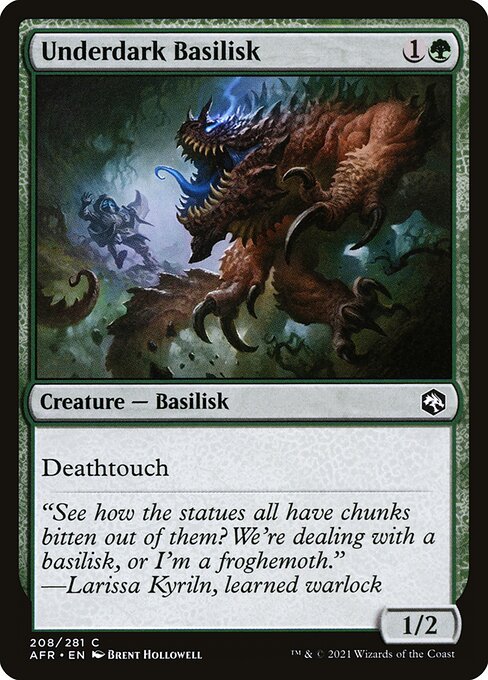 Underdark Basilisk 1
Creature — Basilisk
Deathtouch
“See how the statues all have chunks
bitten out of them? We’re dealing with a
basilisk, or I’m a froghemoth.”
—Larissa Kyriln, learned warlock
1/2
208/281 C
AFR • EN Brent Hollowell
™ & © 2021 Wizards of the Coast